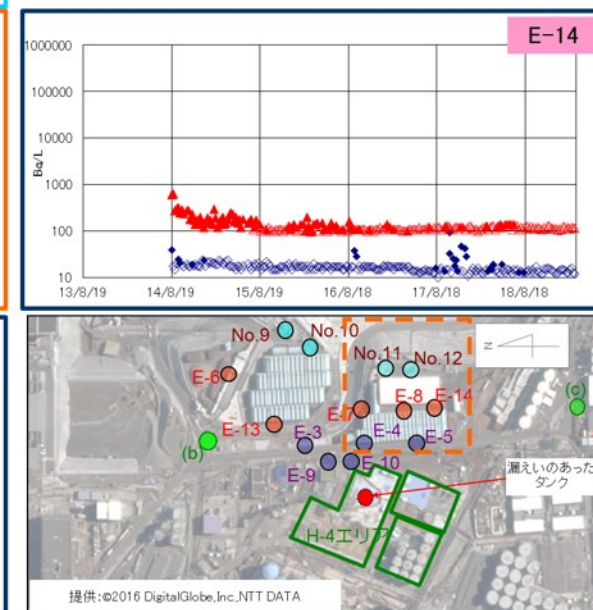 E-14
1000000
100000
10000
1000
100
10
Bq/L
13/8/19
14/8/19
15/8/19
16/8/18
17/8/18
18/8/18
No.9
No.10
No.11
No.12
N
E-6
E-7
E-8
E-14
(c)
E-13
E-3
E-4
E-5
(b)
E-9
E-10
漏えいのあった
タンク
H-4エリア
提供:©2016 DigitalGlobe,Inc.,NTT DATA